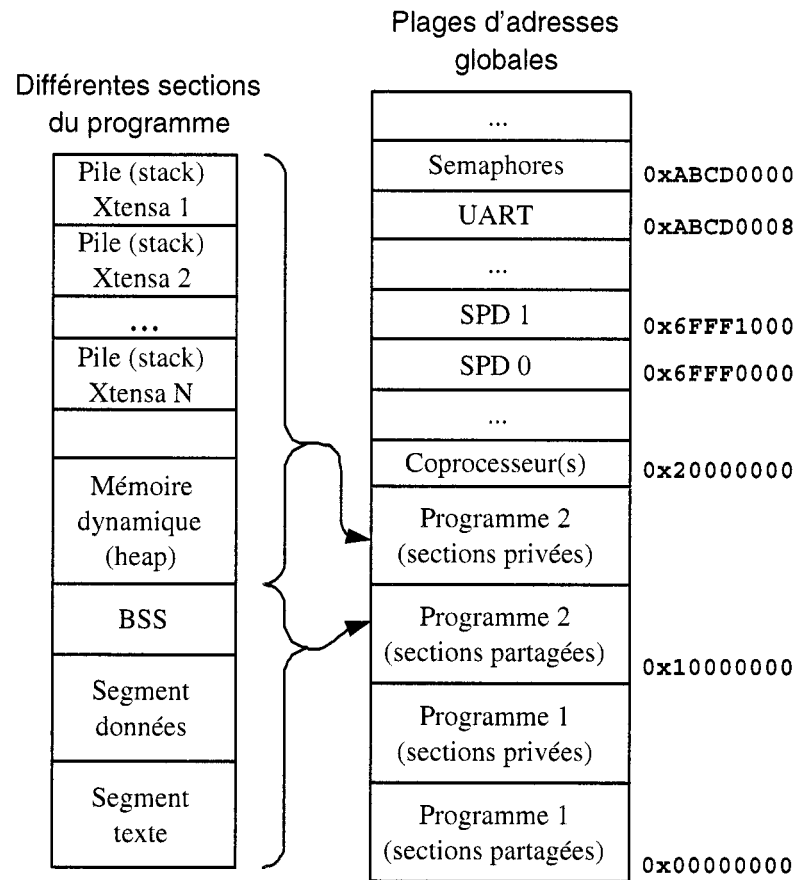 Plages d'adresses
globales
Différentes sections
du programme
Pile (stack)
Xtensa 1
Pile (stack)
Xtensa 2
...
Pile (stack)
Xtensa N
Mémoire
dynamique
(heap)
BSS
Segment
données
Segment
texte
...
Semaphores
0xABCD0000
UART
0xABCD0008
...
SPD 1
0x6FFF1000
SPD 0
0x6FFF0000
...
Coprocesseur(s)
0x20000000
Programme 2
(sections privées)
Programme 2
(sections partagées)
0x10000000
Programme 1
(sections privées)
Programme 1
(sections partagées)
0x00000000